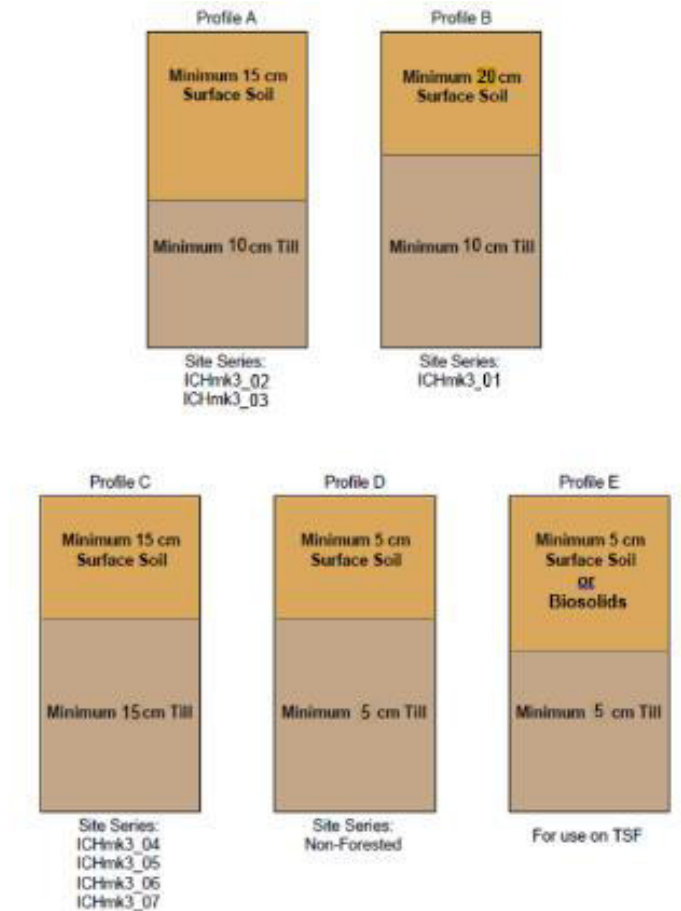 Profile A
Minimum 15 cm
Surface Soil
Minimum 10 cm Till
Site Series:
ICHmk3_02
ICHmk3_03
Profile B
Minimum 20 cm
Surface Soil
Minimum 10 cm Till
Site Series:
ICHmk3_01
Profile C
Minimum 15 cm
Surface Soil
Minimum 15 cm Till
Site Series:
ICHmk3_04
ICHmk3_05
ICHmk3_06
ICHmk3_07
Profile D
Minimum 5 cm
Surface Soil
Minimum 5 cm Till
Site Series:
Non-Forested
Profile E
Minimum 5 cm
Surface Soil
or
Biosolids
Minimum 5 cm Till
For use on TSF